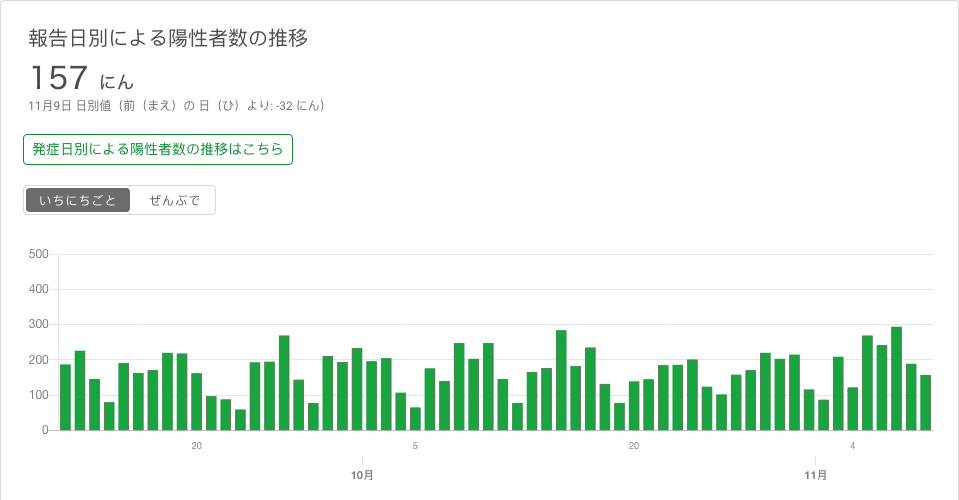 報告日別による陽性者数の推移
157 にん
11月9日 日別値（前（まえ）の 日（ひ）より: -32 にん）
発症日別による陽性者数の推移はこちら
いちにちごと ぜんぶで
500
400
300
200
100
0
20 5 20 4
10月 11月